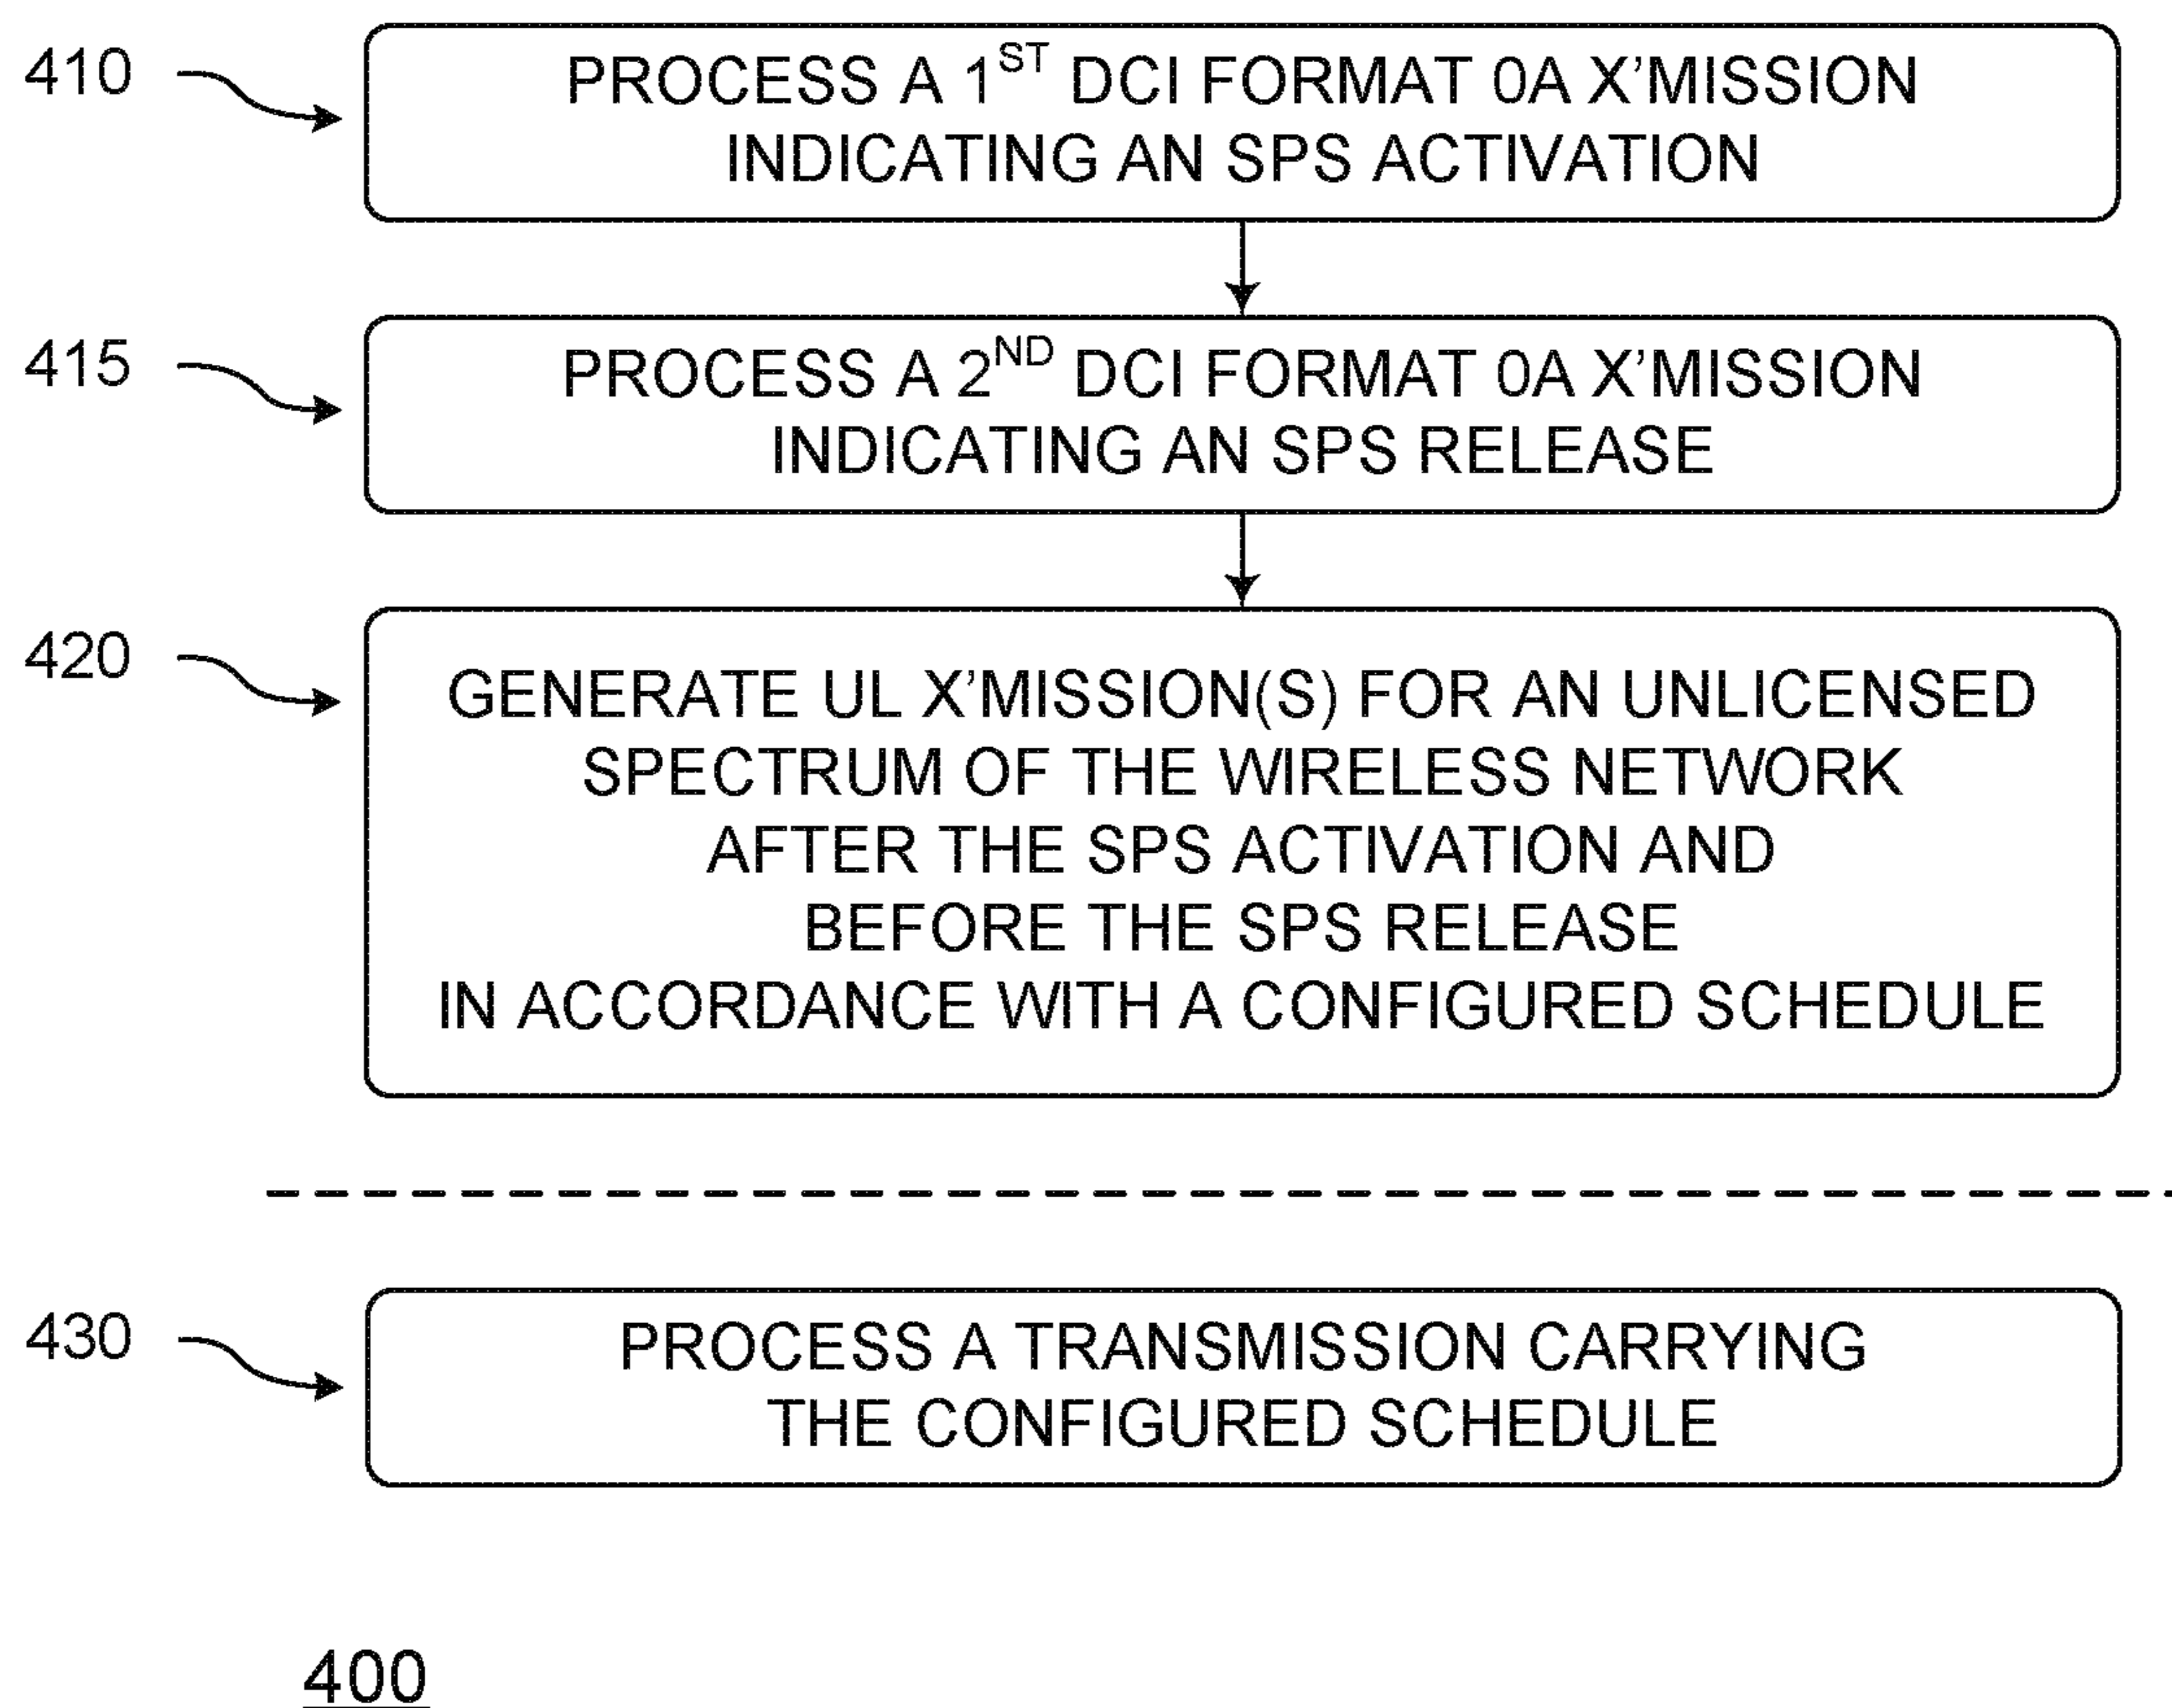 410
PROCESS A 1ST DCI FORMAT 0A X’MISSION
INDICATING AN SPS ACTIVATION
415
PROCESS A 2ND DCI FORMAT 0A X’MISSION
INDICATING AN SPS RELEASE
420
GENERATE UL X’MISSION(S) FOR AN UNLICENSED
SPECTRUM OF THE WIRELESS NETWORK
AFTER THE SPS ACTIVATION AND
BEFORE THE SPS RELEASE
IN ACCORDANCE WITH A CONFIGURED SCHEDULE
430
PROCESS A TRANSMISSION CARRYING
THE CONFIGURED SCHEDULE
400